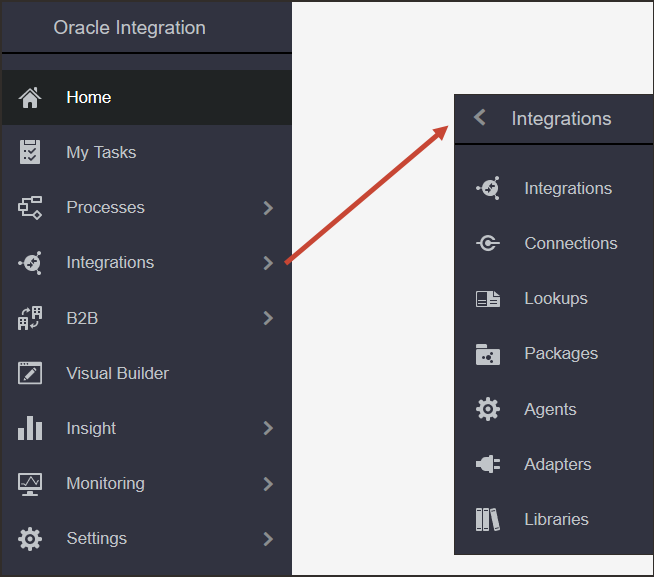 Oracle Integration
Home
My Tasks
Processes
Integrations
B2B
Visual Builder
Insight
Monitoring
Settings
Integrations
Integrations
Connections
Lookups
Packages
Agents
Adapters
Libraries